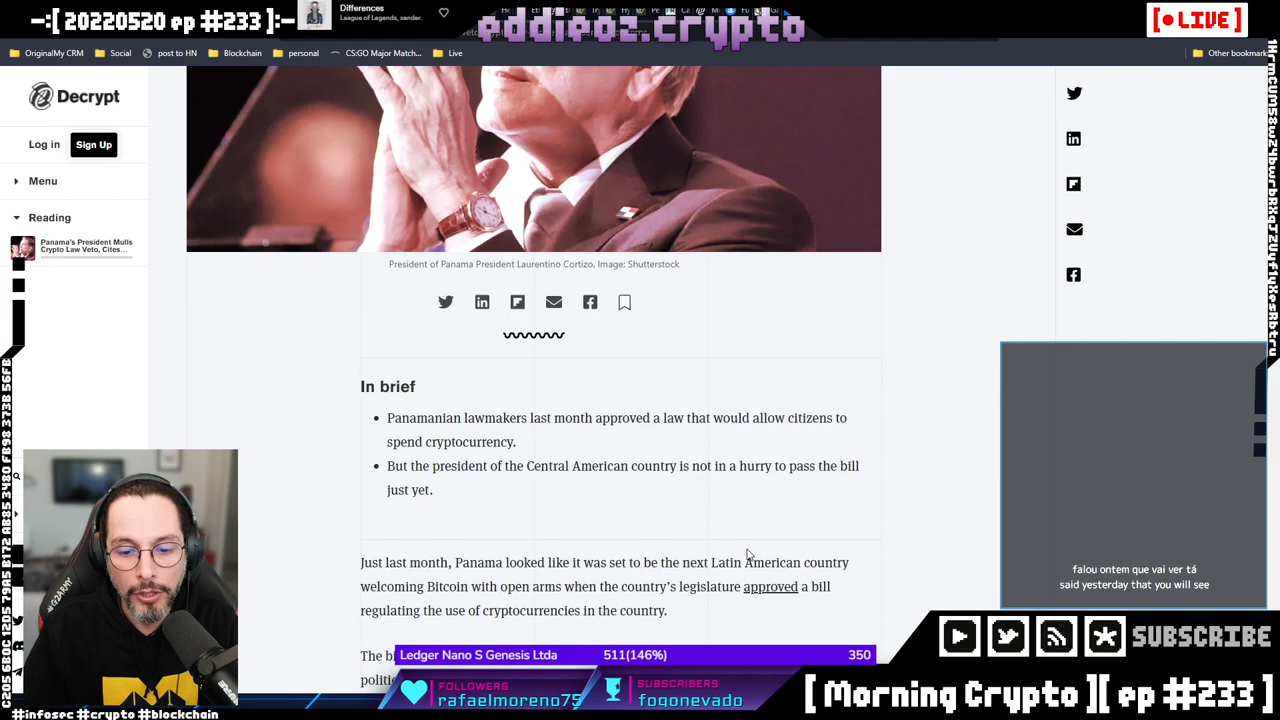 -:[ 20220520 ep #233 ]:-
Differences
League of Legends, xander.
eddieoz.crypto
[● LIVE]
OriginalMy CRM
Social
post to HN
Blockchain
personal
CS:GO Major Match...
Live
Other bookmark
Decrypt
Log in
Sign Up
Menu
Reading
Panama's President Mulls
Crypto Law Veto, Cites...
President of Panama President Laurentino Cortizo. Image: Shutterstock
In brief
Panamanian lawmakers last month approved a law that would allow citizens to
spend cryptocurrency.
But the president of the Central American country is not in a hurry to pass the bill
just yet.
Just last month, Panama looked like it was set to be the next Latin American country
welcoming Bitcoin with open arms when the country's legislature approved a bill
regulating the use of cryptocurrencies in the country.
The bi
politi
falou ontem que vai ver tá
said yesterday that you will see
Ledger Nano S Genesis Ltda 511(146%) 350
FOLLOWERS
rafaelmoreno75
SUBSCRIBERS
fogonevado
SUBSCRIBE
[ Morning Crypto ][ ep #233 ]
#infosec #crypto #blockchain